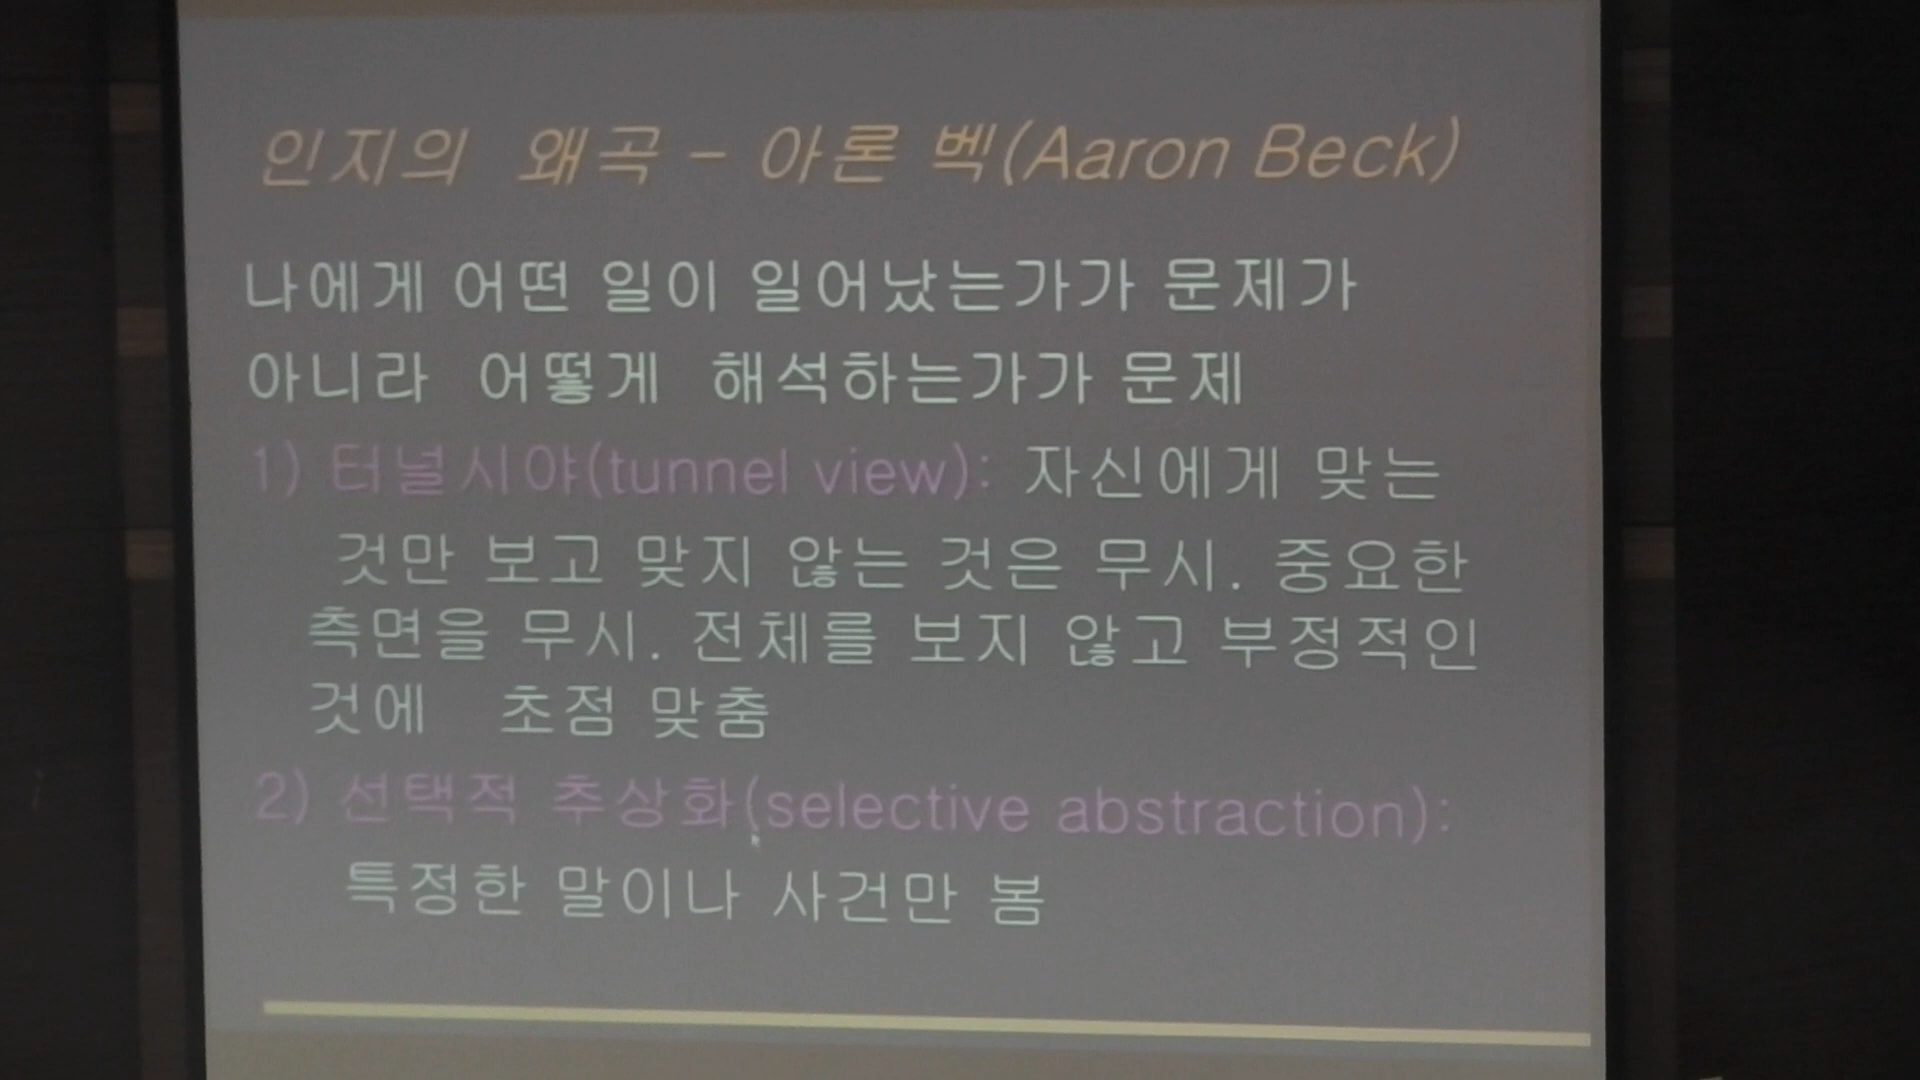 인지의 왜곡 - 아론 벡(Aaron Beck)
나에게 어떤 일이 일어났는가가 문제가
아니라 어떻게 해석하는가가 문제
1) 터널시야(tunnel view): 자신에게 맞는
것만 보고 맞지 않는 것은 무시. 중요한
측면을 무시. 전체를 보지 않고 부정적인
것에 초점 맞춤
2) 선택적 추상화(selective abstraction):
특정한 말이나 사건만 봄